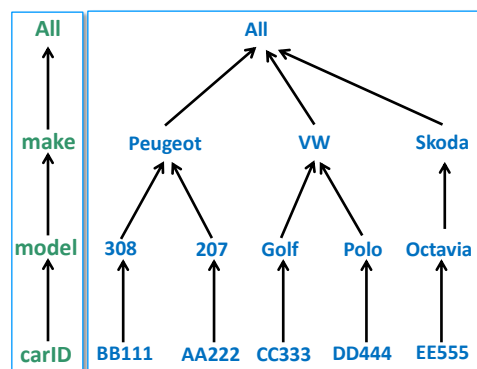 All All
make Peugeot VW Skoda
model 308 207 Golf Polo Octavia
carID BB111 AA222 CC333 DD444 EE555